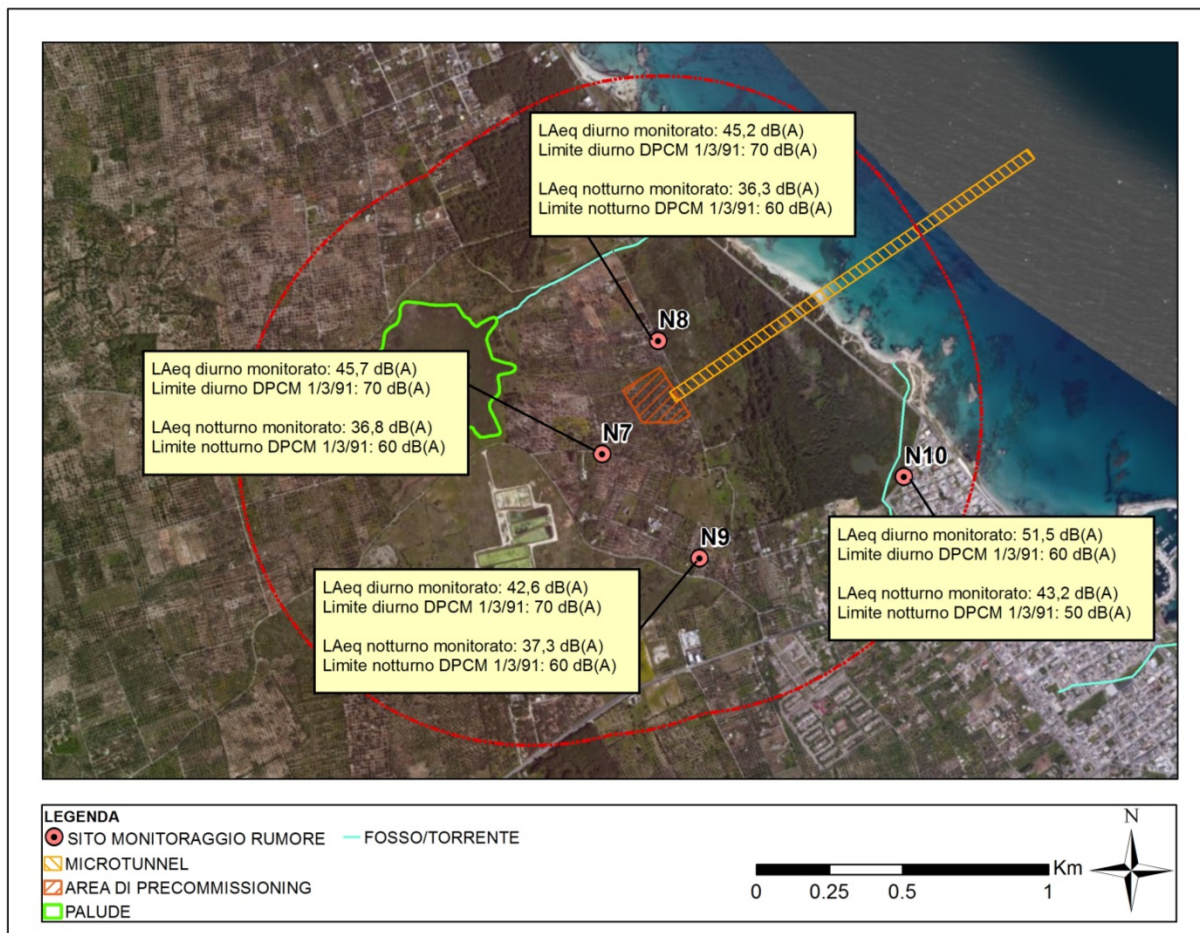 LAeq diurno monitorato: 45,2 dB(A)
Limite diurno DPCM 1/3/91: 70 dB(A)
LAeq notturno monitorato: 36,3 dB(A)
Limite notturno DPCM 1/3/91: 60 dB(A)
N8
LAeq diurno monitorato: 45,7 dB(A)
Limite diurno DPCM 1/3/91: 70 dB(A)
LAeq notturno monitorato: 36,8 dB(A)
Limite notturno DPCM 1/3/91: 60 dB(A)
N7
N10
LAeq diurno monitorato: 51,5 dB(A)
Limite diurno DPCM 1/3/91: 60 dB(A)
LAeq notturno monitorato: 43,2 dB(A)
Limite notturno DPCM 1/3/91: 50 dB(A)
N9
LAeq diurno monitorato: 42,6 dB(A)
Limite diurno DPCM 1/3/91: 70 dB(A)
LAeq notturno monitorato: 37,3 dB(A)
Limite notturno DPCM 1/3/91: 60 dB(A)
LEGENDA
SITO MONITORAGGIO RUMORE
FOSSO/TORRENTE
MICROTUNNEL
AREA DI PRECOMMISSIONING
PALUDE
Km
0 0.25 0.5 1
N